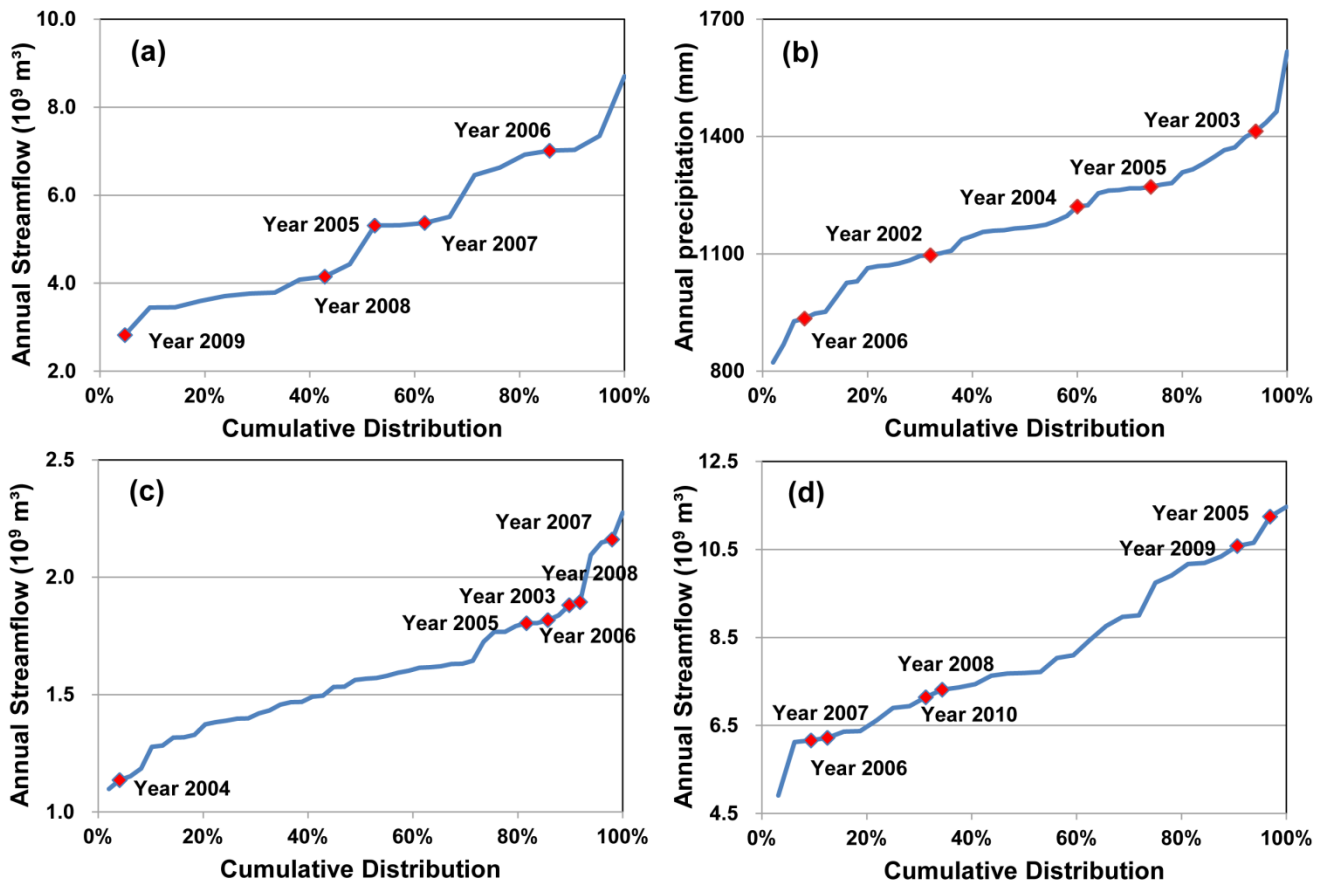 (a)
Annual Streamflow (10⁹ m³)
10.0
8.0
6.0
4.0
2.0
Year 2006
Year 2005
Year 2007
Year 2008
Year 2009
0% 20% 40% 60% 80% 100%
Cumulative Distribution
(b)
Annual precipitation (mm)
1700
1400
1100
800
Year 2003
Year 2005
Year 2004
Year 2002
Year 2006
0% 20% 40% 60% 80% 100%
Cumulative Distribution
(c)
Annual Streamflow (10⁹ m³)
2.5
2.0
1.5
1.0
Year 2007
Year 2008
Year 2003
Year 2005
Year 2006
Year 2004
0% 20% 40% 60% 80% 100%
Cumulative Distribution
(d)
Annual Streamflow (10⁹ m³)
12.5
10.5
8.5
6.5
4.5
Year 2005
Year 2009
Year 2008
Year 2007
Year 2010
Year 2006
0% 20% 40% 60% 80% 100%
Cumulative Distribution